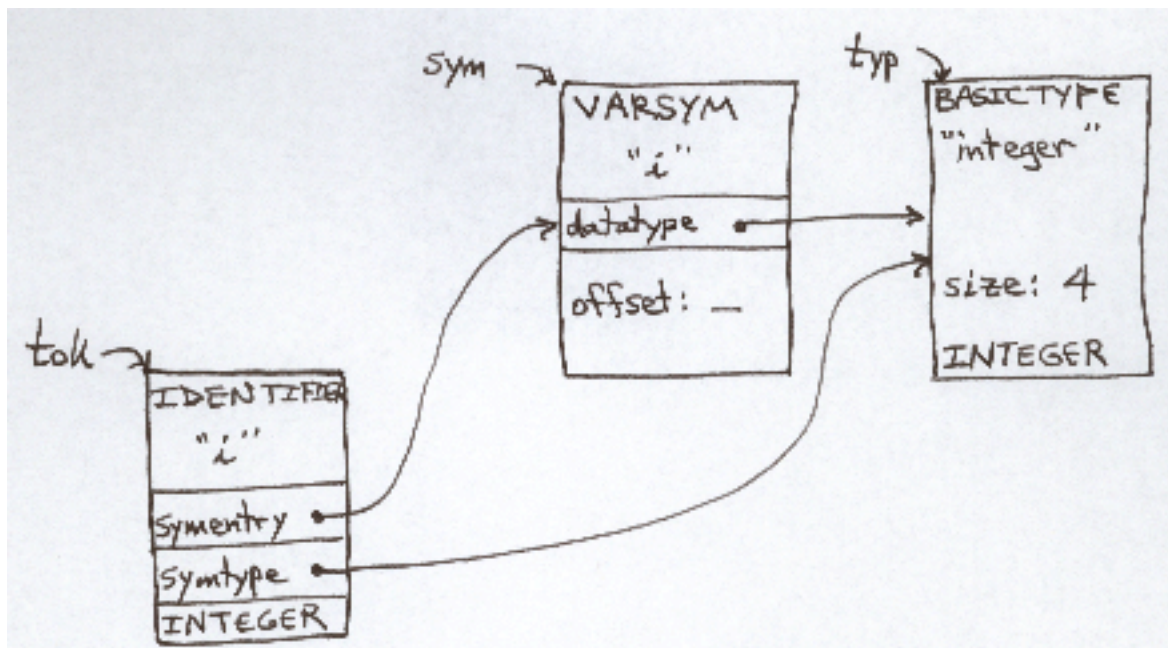 sym
VARSYM
"i"
datatype
offset: _
typ
BASICTYPE
"integer"
size: 4
INTEGER
tok
IDENTIFIER
"i"
symentry
symtype
INTEGER